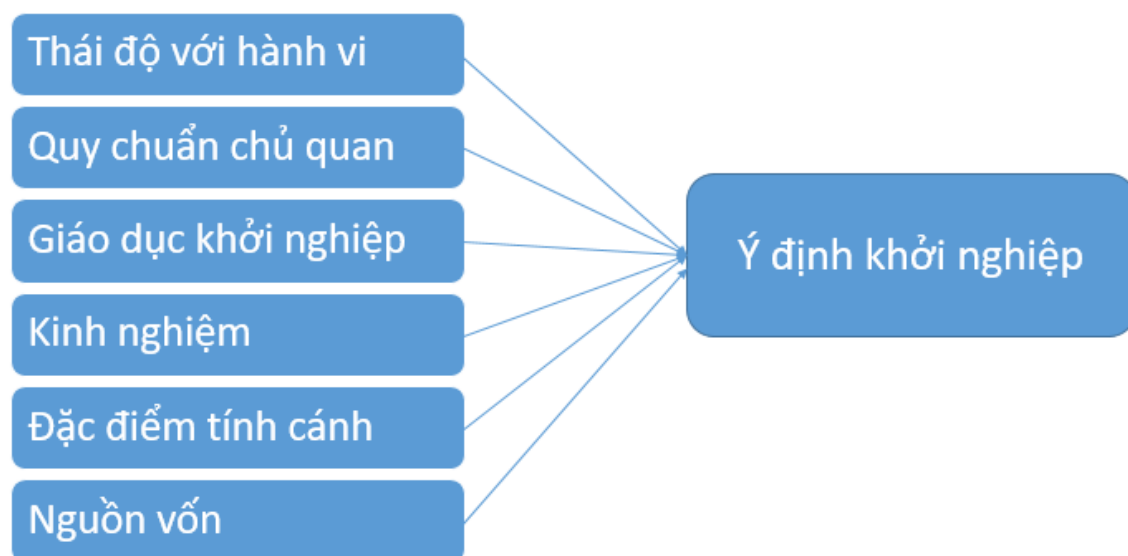 Thái độ với hành vi
Quy chuẩn chủ quan
Giáo dục khởi nghiệp
Kinh nghiệm
Đặc điểm tính cánh
Nguồn vốn
Ý định khởi nghiệp